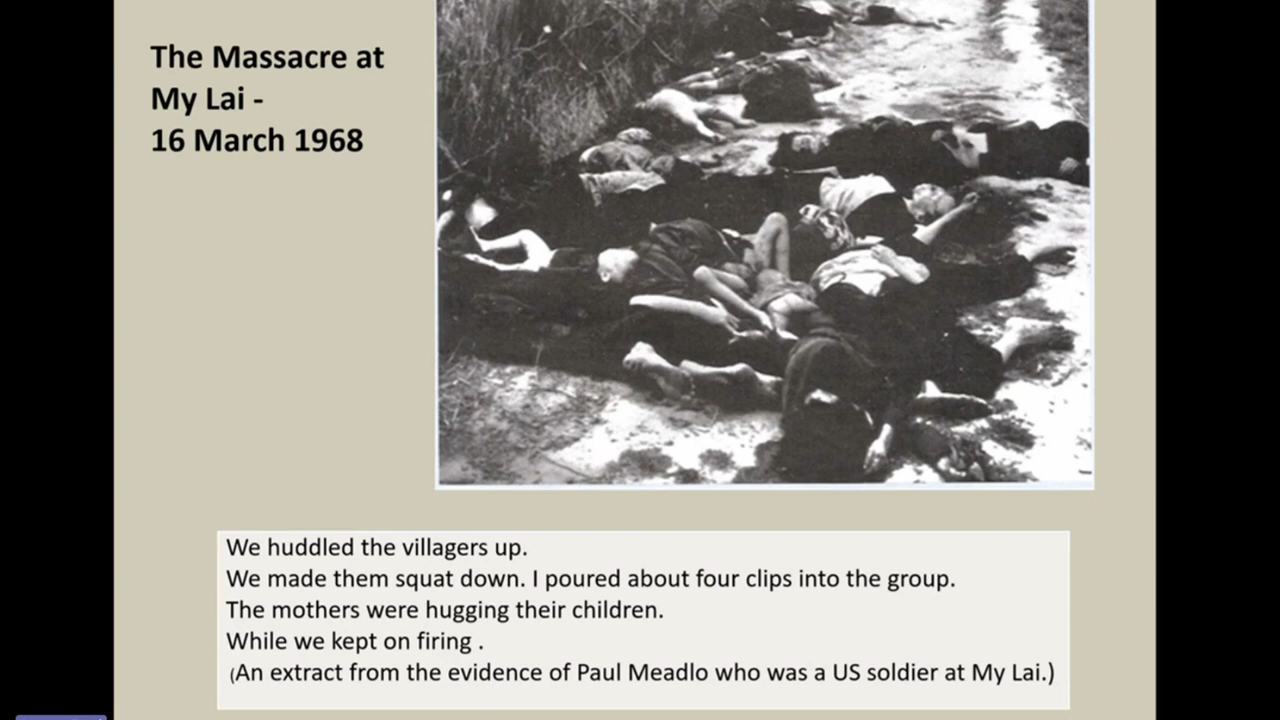 The Massacre at
My Lai -
16 March 1968
We huddled the villagers up.
We made them squat down. I poured about four clips into the group.
The mothers were hugging their children.
While we kept on firing .
(An extract from the evidence of Paul Meadlo who was a US soldier at My Lai.)